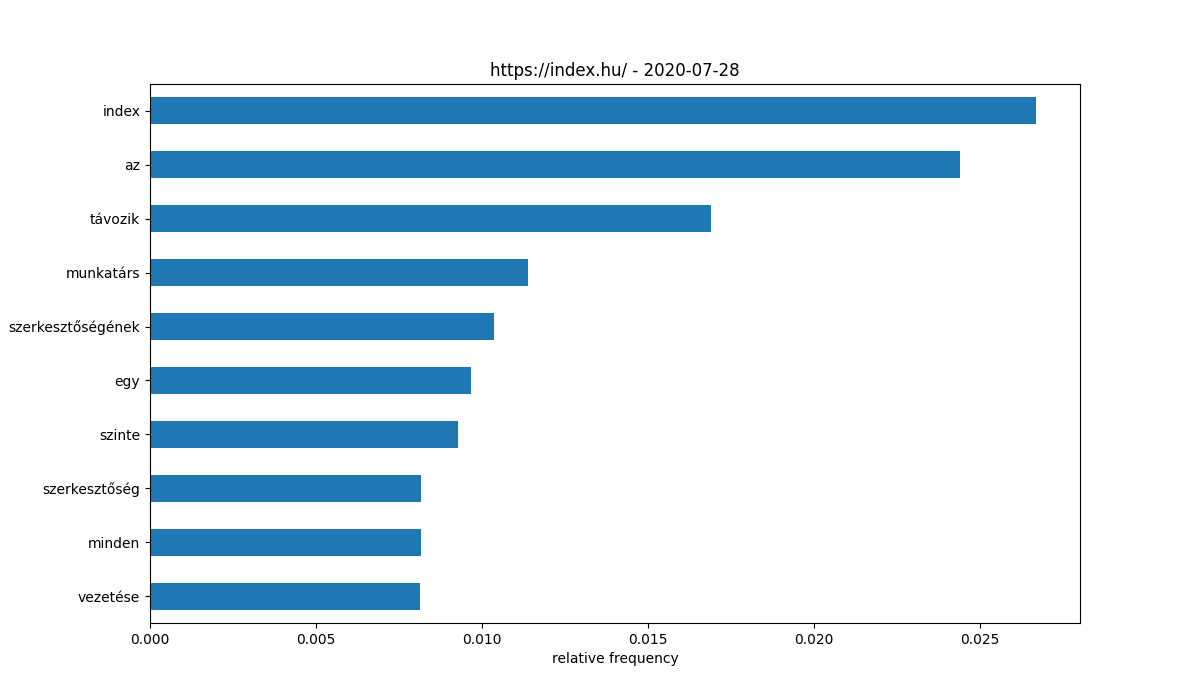 https://index.hu/ - 2020-07-28
index
az
távozik
munkatárs
szerkesztőségének
egy
szinte
szerkesztőség
minden
vezetése
0.000 0.005 0.010 0.015 0.020 0.025
relative frequency